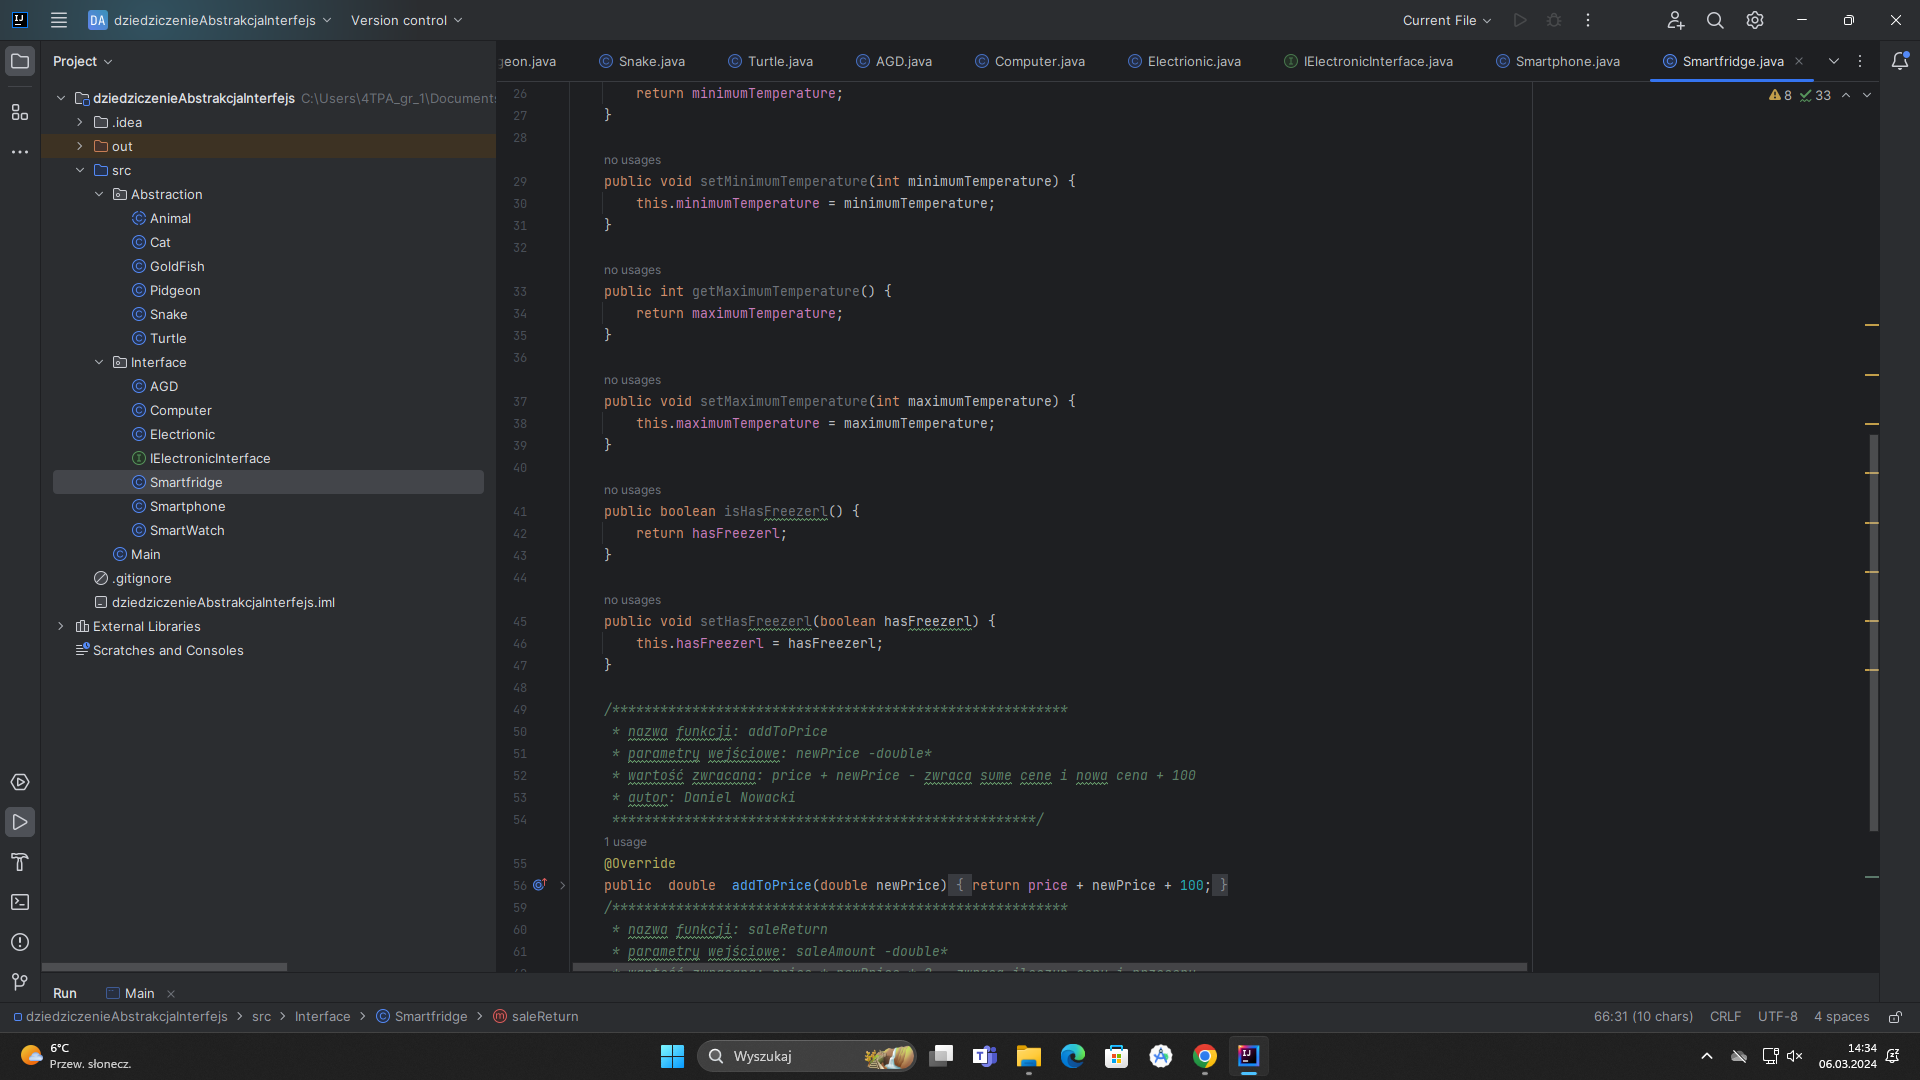 DA dziedziczenieAbstrakcjaInterfejs Version control Current File
Project
eon.java Snake.java Turtle.java AGD.java Computer.java Electrionic.java IElectronicInterface.java Smartphone.java Smartfridge.java
dziedziczenieAbstrakcjaInterfejs C:\Users\4TPA_gr_1\Documents
.idea
out
src
Abstraction
Animal
Cat
GoldFish
Pidgeon
Snake
Turtle
Interface
AGD
Computer
Electrionic
IElectronicInterface
Smartfridge
Smartphone
SmartWatch
Main
.gitignore
dziedziczenieAbstrakcjaInterfejs.iml
External Libraries
Scratches and Consoles
8 33
26 return minimumTemperature;
27 }
28
no usages
29 public void setMinimumTemperature(int minimumTemperature) {
30 this.minimumTemperature = minimumTemperature;
31 }
32
no usages
33 public int getMaximumTemperature() {
34 return maximumTemperature;
35 }
36
no usages
37 public void setMaximumTemperature(int maximumTemperature) {
38 this.maximumTemperature = maximumTemperature;
39 }
40
no usages
41 public boolean isHasFreezerl() {
42 return hasFreezerl;
43 }
44
no usages
45 public void setHasFreezerl(boolean hasFreezerl) {
46 this.hasFreezerl = hasFreezerl;
47 }
48
49 /*********************************************************
50 * nazwa funkcji: addToPrice
51 * parametry wejściowe: newPrice -double*
52 * wartość zwracana: price + newPrice - zwraca sume cene i nowa cena + 100
53 * autor: Daniel Nowacki
54 *****************************************************/
1 usage
55 @Override
56 public double addToPrice(double newPrice) { return price + newPrice + 100; }
59 /*********************************************************
60 * nazwa funkcji: saleReturn
61 * parametry wejściowe: saleAmount -double*
Run Main
dziedziczenieAbstrakcjaInterfejs > src > Interface > Smartfridge > saleReturn 66:31 (10 chars) CRLF UTF-8 4 spaces
6°C
Przew. słonecz.
Wyszukaj
14:34
06.03.2024